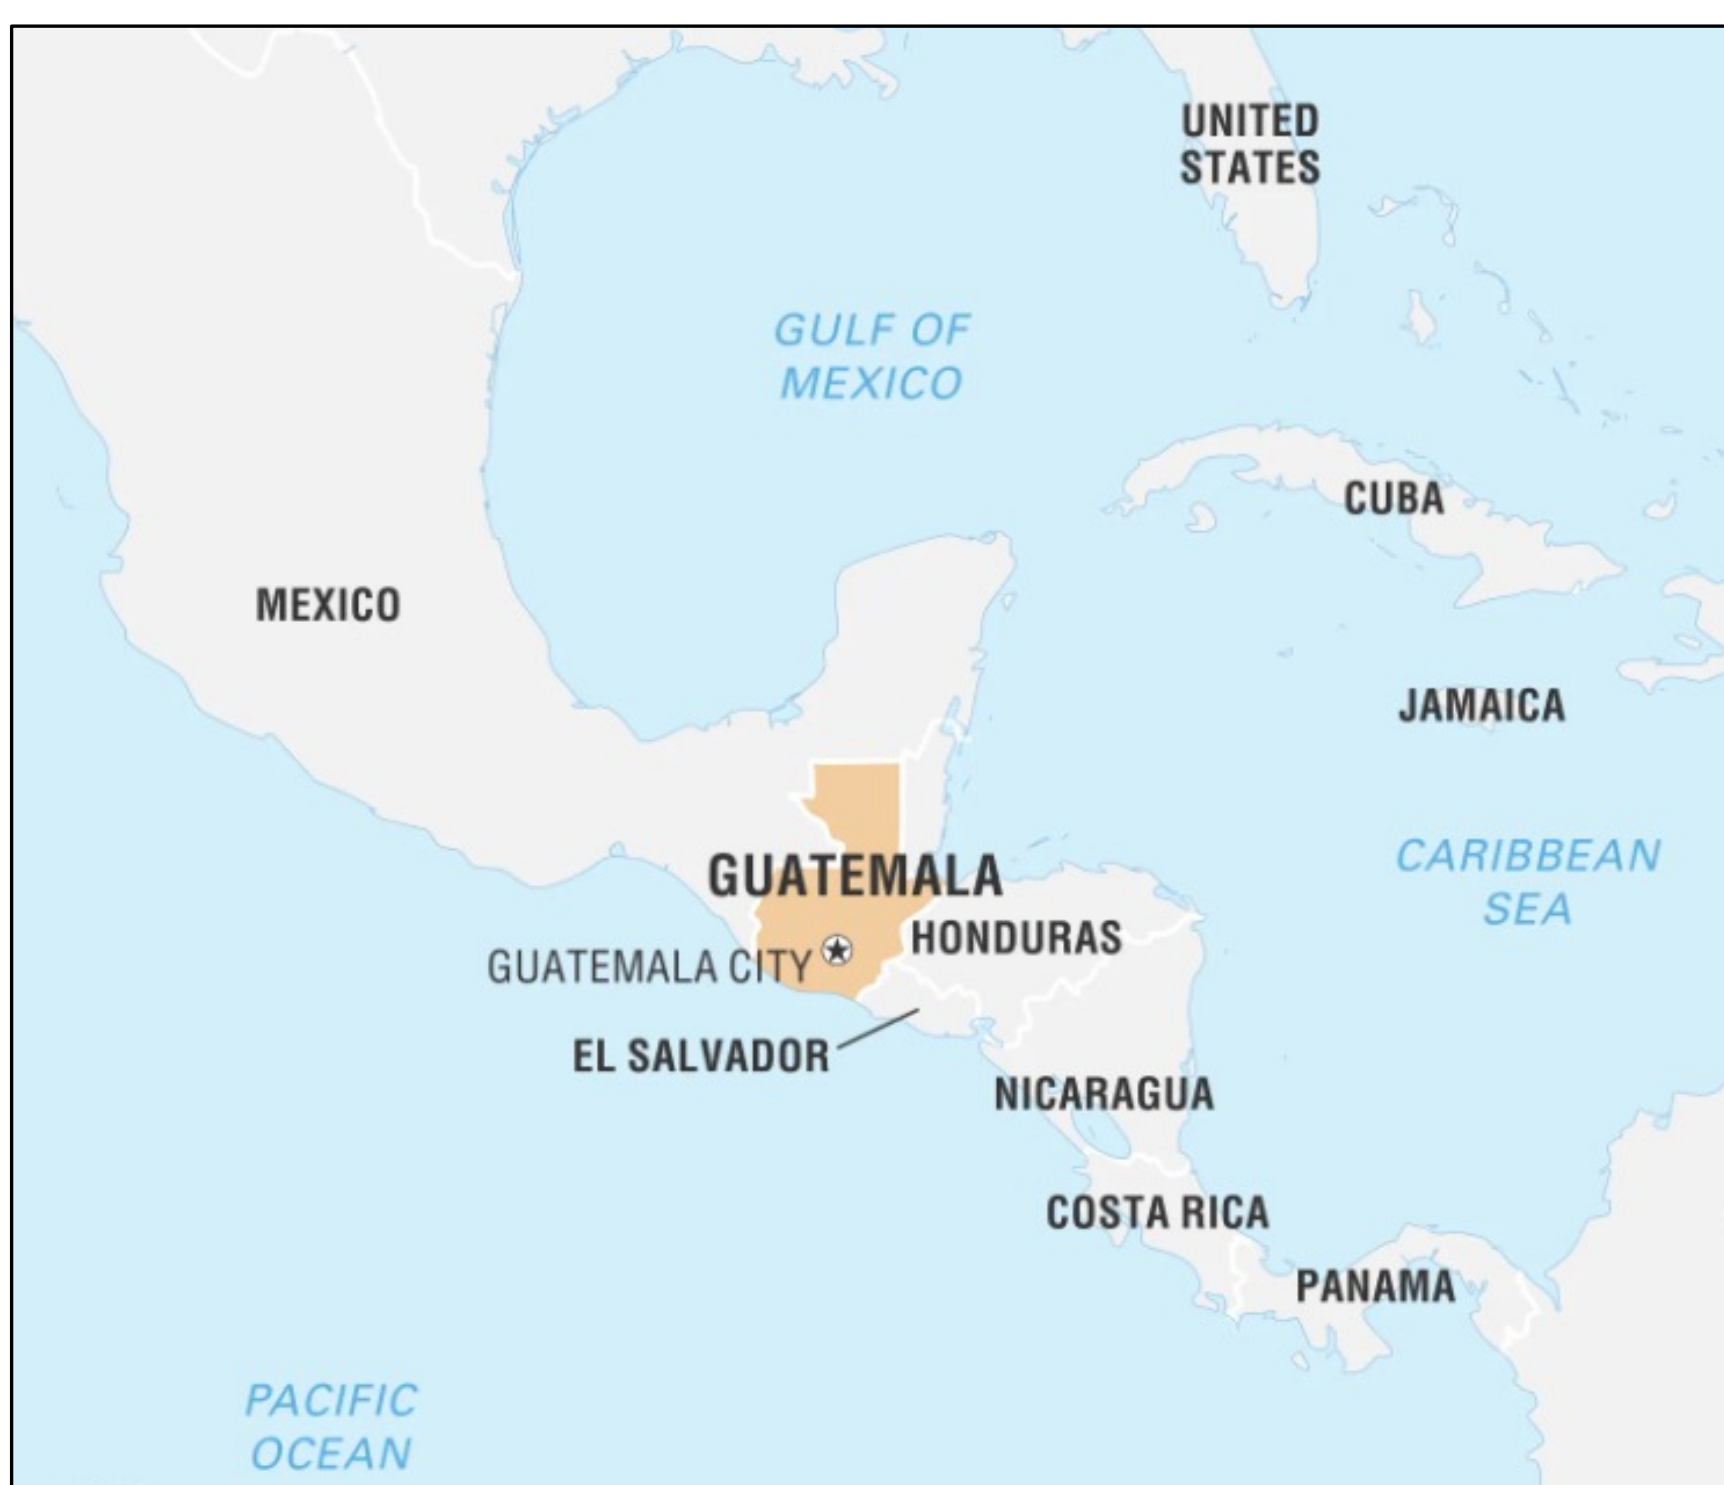 UNITED
STATES
GULF OF
MEXICO
CUBA
MEXICO
JAMAICA
CARIBBEAN
SEA
GUATEMALA
HONDURAS
GUATEMALA CITY
EL SALVADOR
NICARAGUA
COSTA RICA
PANAMA
PACIFIC
OCEAN